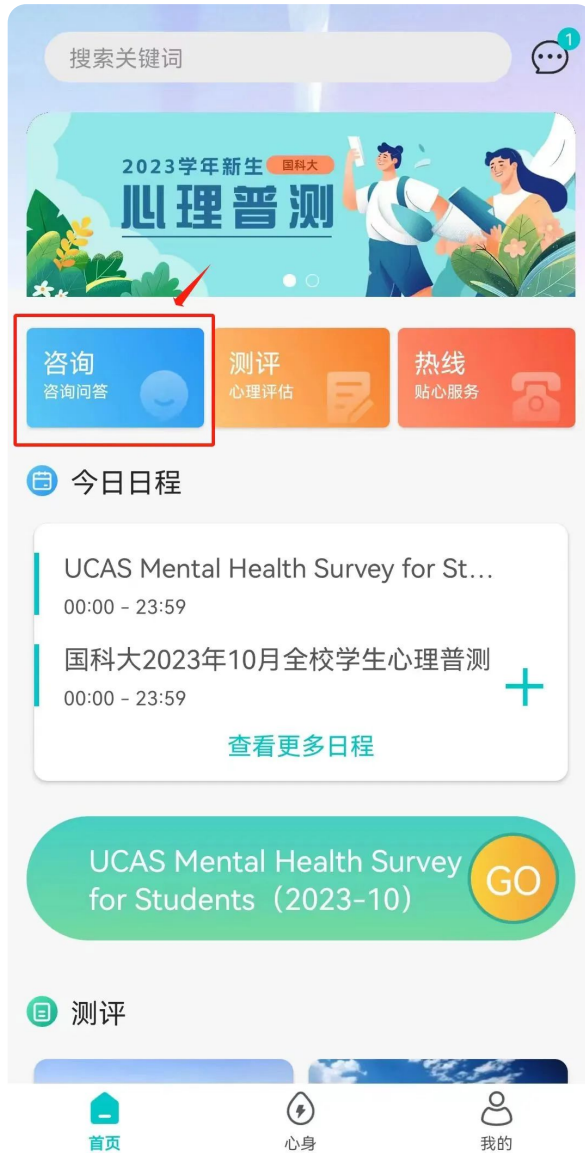 搜索关键词
1
2023学年新生 国科大
心理普测
咨询
咨询问答
测评
心理评估
热线
贴心服务
今日日程
UCAS Mental Health Survey for St...
00:00 - 23:59
国科大2023年10月全校学生心理普测
00:00 - 23:59
查看更多日程
UCAS Mental Health Survey
for Students（2023-10）
GO
测评
首页
心身
我的